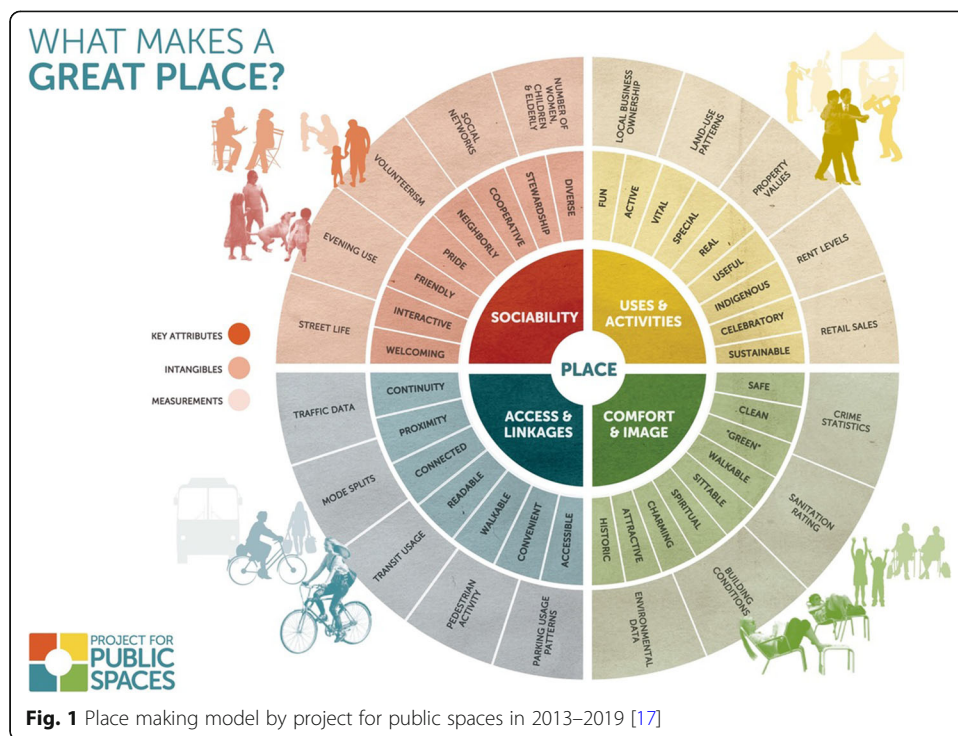 WHAT MAKES A
GREAT PLACE?
NUMBER OF
WOMEN,
CHILDREN
& ELDERLY
SOCIAL
NETWORKS
VOLUNTEERISM
EVENING USE
STREET LIFE
DIVERSE
STEWARDSHIP
COOPERATIVE
NEIGHBORLY
PRIDE
FRIENDLY
INTERACTIVE
WELCOMING
SOCIABILITY
LOCAL BUSINESS
OWNERSHIP
LAND-USE
PATTERNS
PROPERTY
VALUES
RENT LEVELS
RETAIL SALES
FUN
ACTIVE
VITAL
SPECIAL
REAL
USEFUL
INDIGENOUS
CELEBRATORY
SUSTAINABLE
USES &
ACTIVITIES
KEY ATTRIBUTES
INTANGIBLES
MEASUREMENTS
PLACE
ACCESS &
LINKAGES
CONTINUITY
PROXIMITY
CONNECTED
READABLE
WALKABLE
CONVENIENT
ACCESSIBLE
TRAFFIC DATA
MODE SPLITS
TRANSIT USAGE
PEDESTRIAN
ACTIVITY
PARKING USAGE
PATTERNS
COMFORT
& IMAGE
SAFE
CLEAN
"GREEN"
WALKABLE
SITTABLE
SPIRITUAL
CHARMING
ATTRACTIVE
HISTORIC
CRIME
STATISTICS
SANITATION
RATING
BUILDING
CONDITIONS
ENVIRONMENTAL
DATA
PROJECT FOR
PUBLIC
SPACES
Fig. 1 Place making model by project for public spaces in 2013–2019 [17]